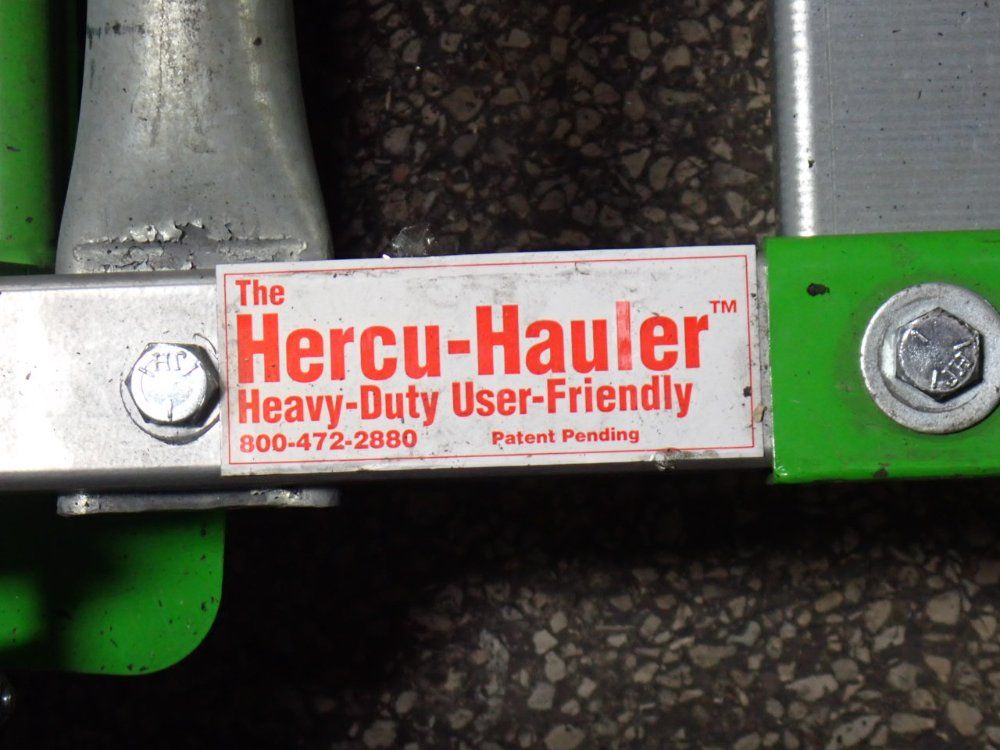 The
Hercu-Hauler™
Heavy-Duty User-Friendly
800-472-2880 Patent Pending